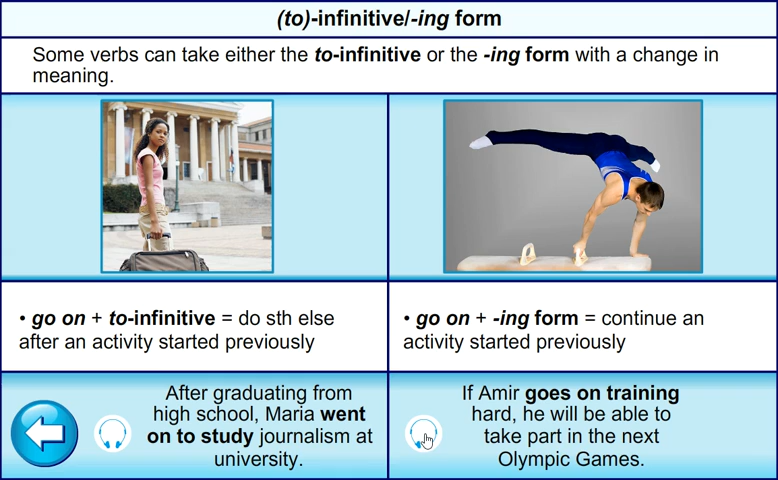 (to)-infinitive/-ing form
Some verbs can take either the to-infinitive or the -ing form with a change in
meaning.
• go on + to-infinitive = do sth else
after an activity started previously
• go on + -ing form = continue an
activity started previously
After graduating from
high school, Maria went
on to study journalism at
university.
If Amir goes on training
hard, he will be able to
take part in the next
Olympic Games.